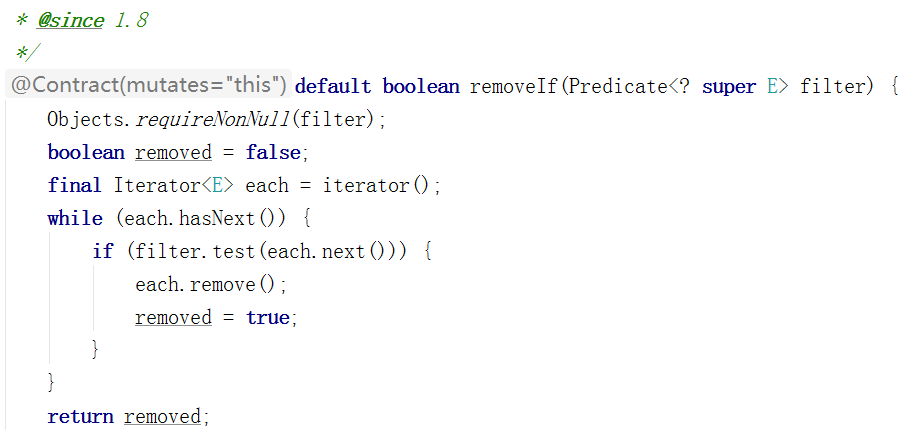 * @since 1.8
*/
@Contract(mutates="this") default boolean removeIf(Predicate<? super E> filter) {
Objects.requireNonNull(filter);
boolean removed = false;
final Iterator<E> each = iterator();
while (each.hasNext()) {
if (filter.test(each.next())) {
each.remove();
removed = true;
}
}
return removed;